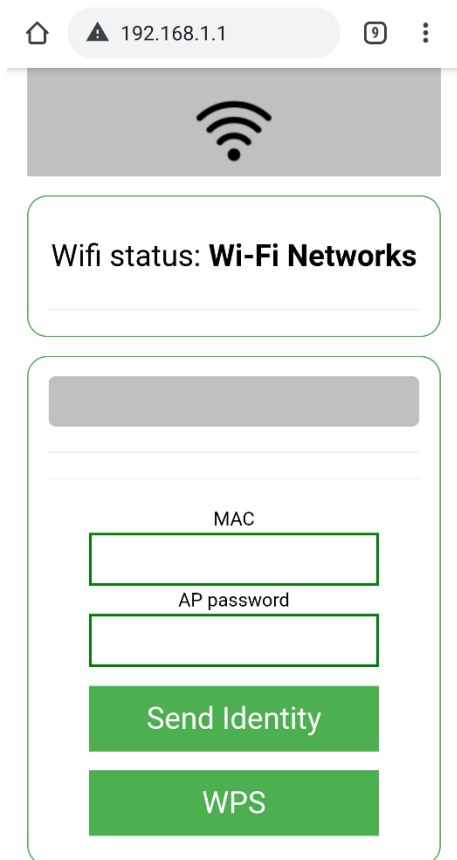 192.168.1.1
9
Wifi status: Wi-Fi Networks
MAC
AP password
Send Identity
WPS